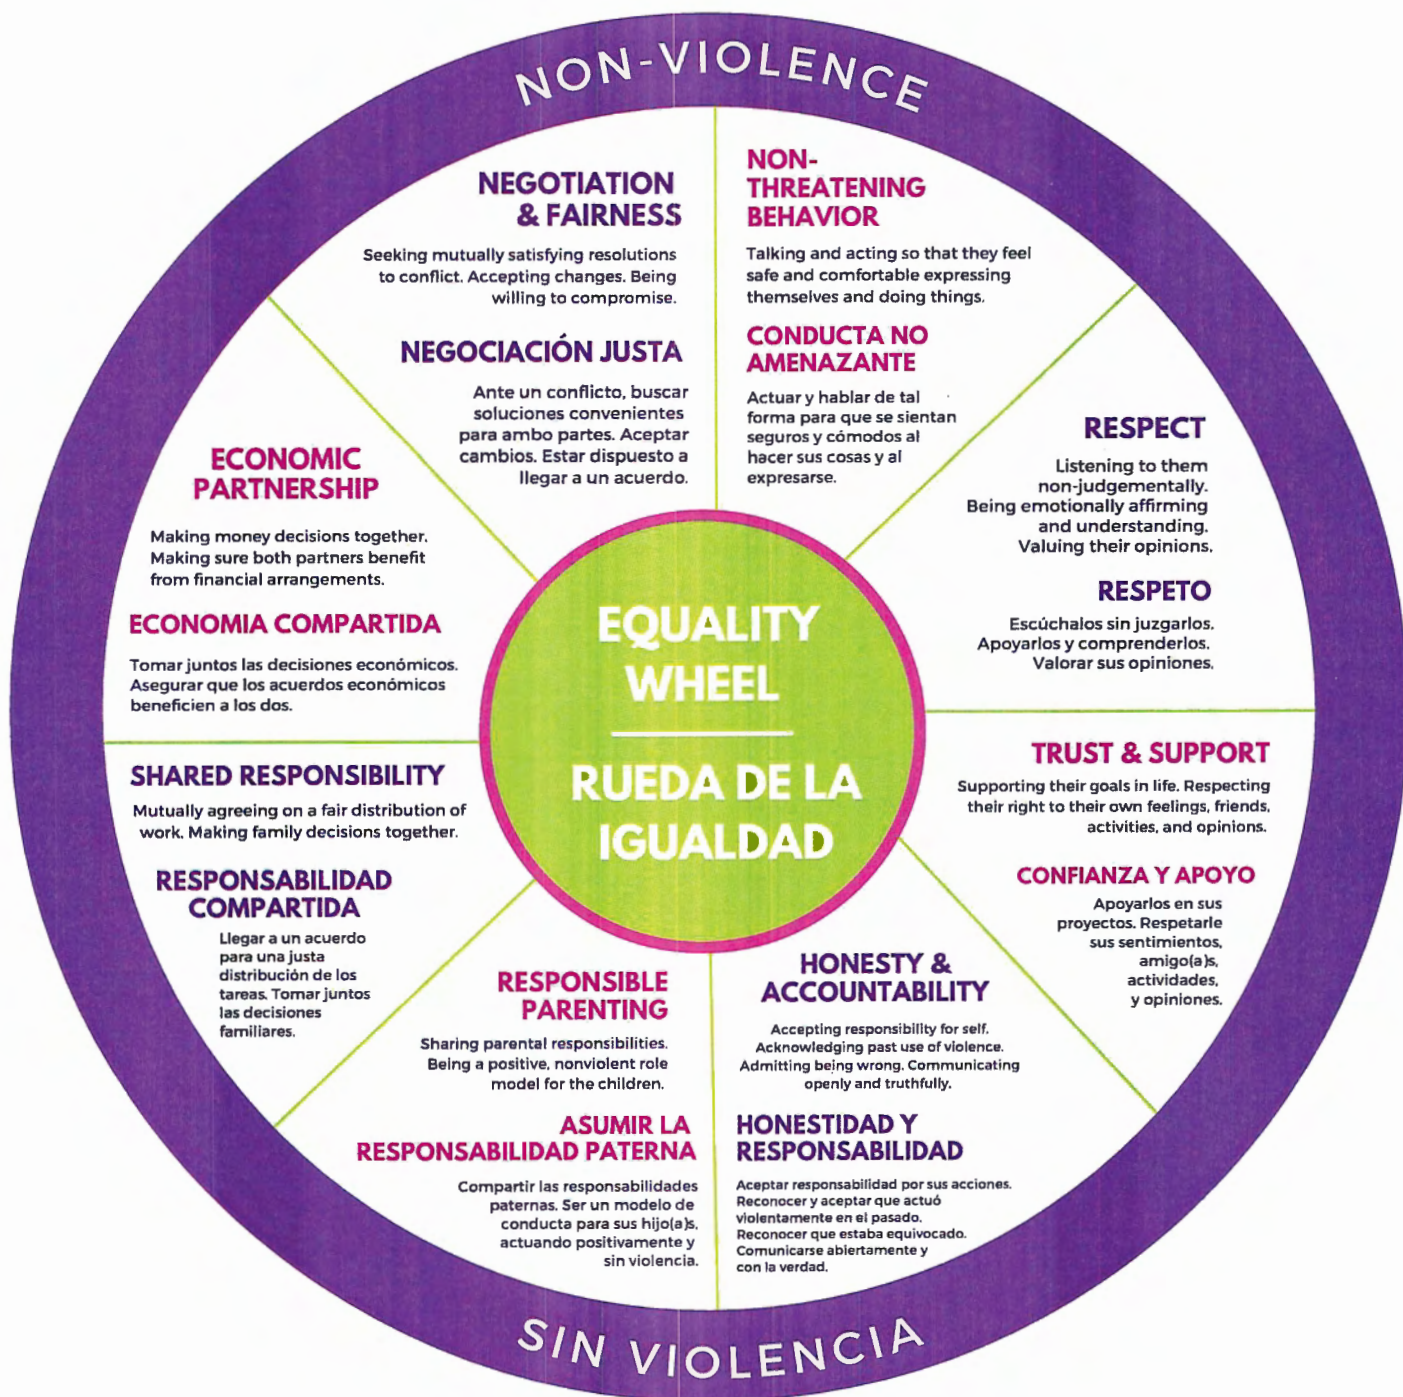 NON-VIOLENCE
NEGOTIATION
& FAIRNESS
Seeking mutually satisfying resolutions
to conflict. Accepting changes. Being
willing to compromise.
NEGOCIACIÓN JUSTA
Ante un conflicto, buscar
soluciones convenientes
para ambo partes. Aceptar
cambios. Estar dispuesto a
llegar a un acuerdo.
NON-
THREATENING
BEHAVIOR
Talking and acting so that they feel
safe and comfortable expressing
themselves and doing things.
CONDUCTA NO
AMENAZANTE
Actuar y hablar de tal
forma para que se sientan
seguros y cómodos al
hacer sus cosas y al
expresarse.
RESPECT
Listening to them
non-judgementally.
Being emotionally affirming
and understanding.
Valuing their opinions.
RESPETO
Escúchalos sin juzgarlos.
Apoyarlos y comprenderlos.
Valorar sus opiniones.
TRUST & SUPPORT
Supporting their goals in life. Respecting
their right to their own feelings, friends,
activities, and opinions.
CONFIANZA Y APOYO
Apoyarlos en sus
proyectos. Respetarle
sus sentimientos,
amigo(a)s,
actividades,
y opiniones.
HONESTY &
ACCOUNTABILITY
Accepting responsibility for self.
Acknowledging past use of violence.
Admitting being wrong. Communicating
openly and truthfully.
HONESTIDAD Y
RESPONSABILIDAD
Aceptar responsabilidad por sus acciones.
Reconocer y aceptar que actuó
violentamente en el pasado.
Reconocer que estaba equivocado.
Comunicarse abiertamente y
con la verdad.
RESPONSIBLE
PARENTING
Sharing parental responsibilities.
Being a positive, nonviolent role
model for the children.
ASUMIR LA
RESPONSABILIDAD PATERNA
Compartir las responsabilidades
paternas. Ser un modelo de
conducta para sus hijo(a)s,
actuando positivamente y
sin violencia.
SHARED RESPONSIBILITY
Mutually agreeing on a fair distribution of
work. Making family decisions together.
RESPONSABILIDAD
COMPARTIDA
Llegar a un acuerdo
para una justa
distribución de los
tareas. Tomar juntos
las decisiones
familiares.
ECONOMIC
PARTNERSHIP
Making money decisions together.
Making sure both partners benefit
from financial arrangements.
ECONOMIA COMPARTIDA
Tomar juntos las decisiones económicos.
Asegurar que los acuerdos económicos
beneficien a los dos.
EQUALITY
WHEEL
RUEDA DE LA
IGUALDAD
SIN VIOLENCIA